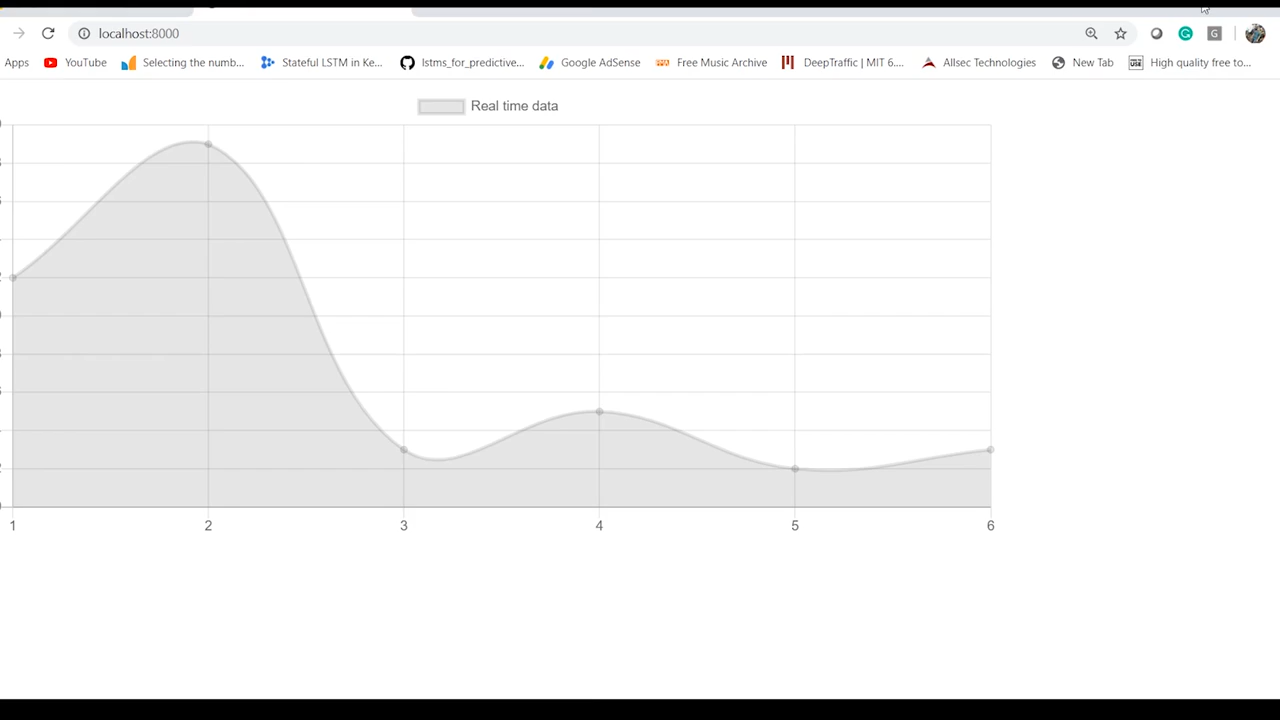 localhost:8000
Apps YouTube Selecting the numb... Stateful LSTM in Ke... lstms_for_predictive... Google AdSense Free Music Archive DeepTraffic | MIT 6.... Allsec Technologies New Tab High quality free to...
Real time data
1 2 3 4 5 6